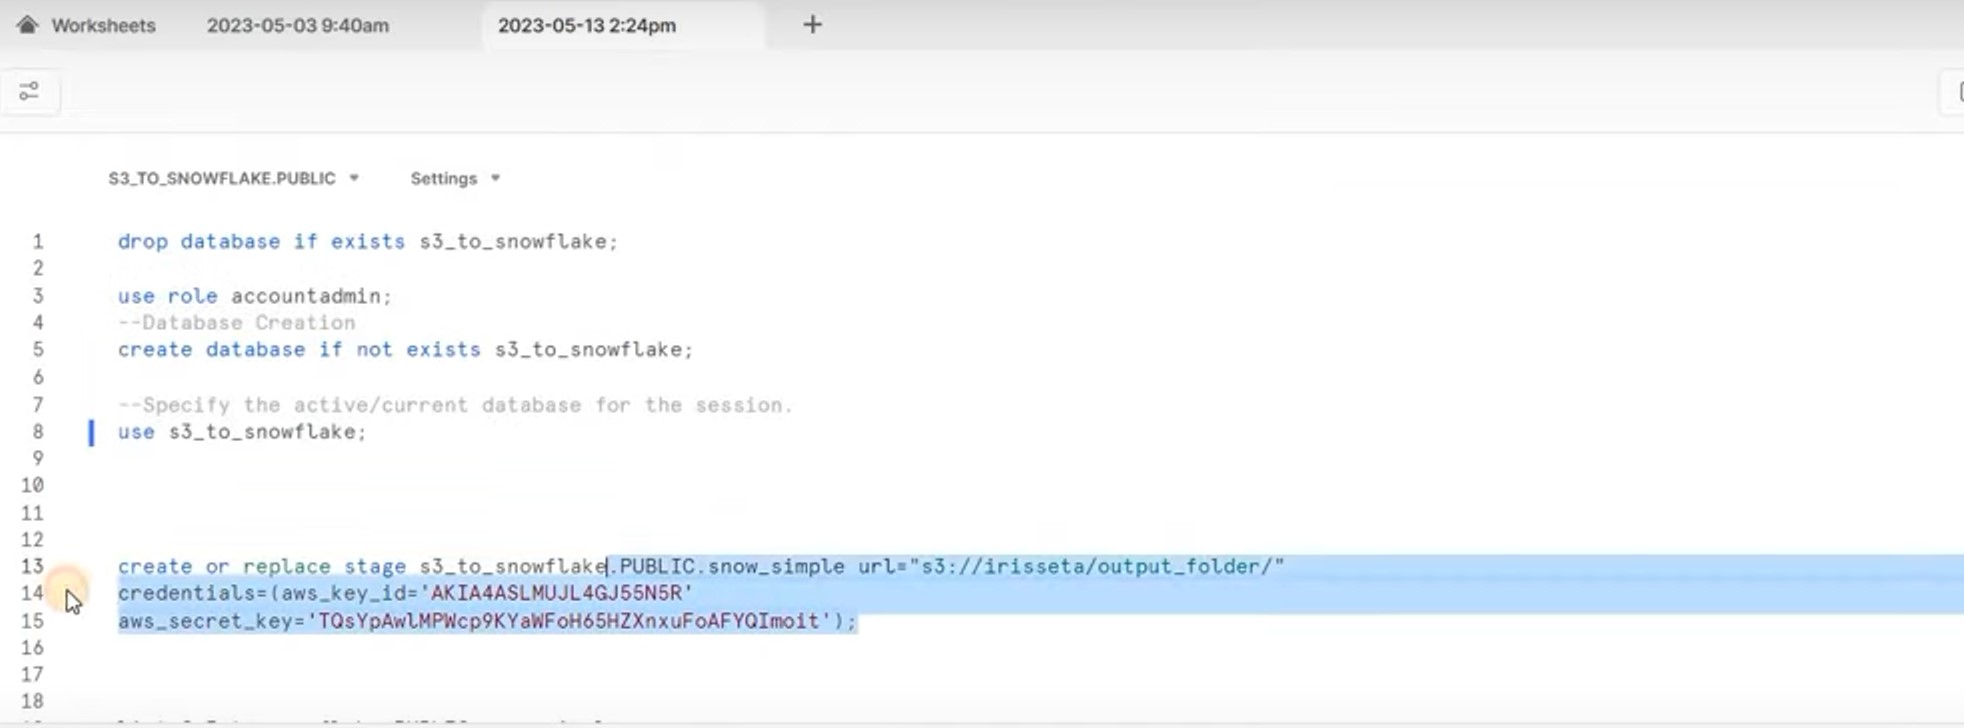 Worksheets 2023-05-03 9:40am 2023-05-13 2:24pm +
S3_TO_SNOWFLAKE.PUBLIC Settings
1 drop database if exists s3_to_snowflake;
2
3 use role accountadmin;
4 --Database Creation
5 create database if not exists s3_to_snowflake;
6
7 --Specify the active/current database for the session.
8 use s3_to_snowflake;
9
10
11
12
13 create or replace stage s3_to_snowflake.PUBLIC.snow_simple url="s3://irisseta/output_folder/"
14 credentials=(aws_key_id='AKIA4ASLMUJL4GJ55N5R'
15 aws_secret_key='TQsYpAwlMPWcp9KYaWFoH65HZXnxuFoAFYQImoit');
16
17
18